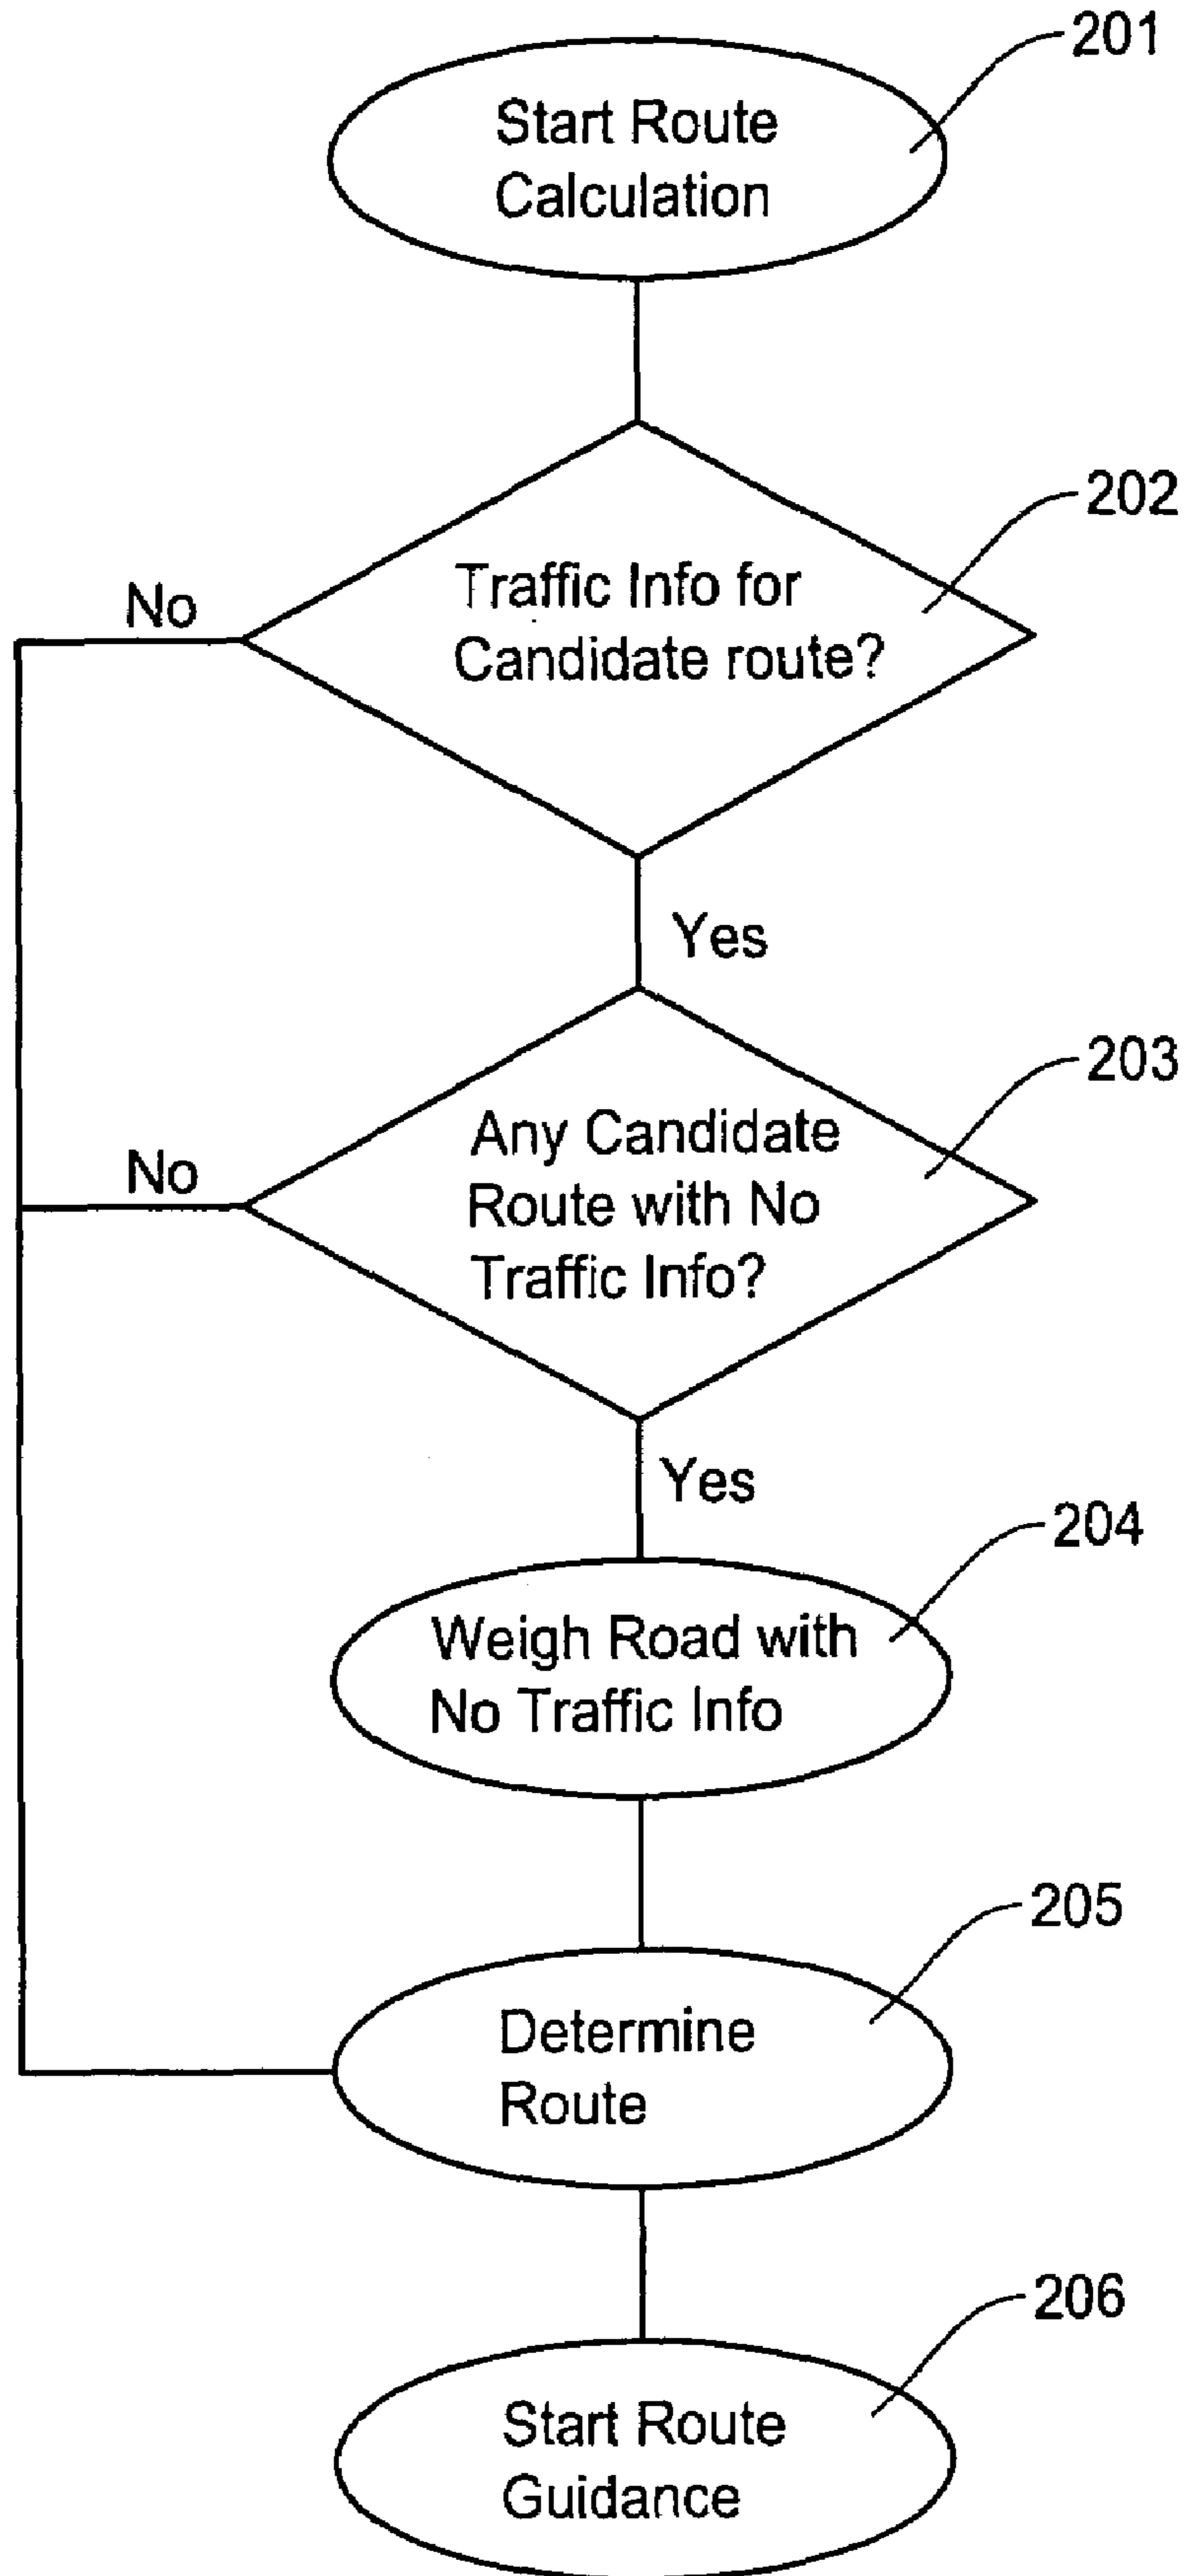 201
Start Route
Calculation
202
Traffic Info for
Candidate route?
No
Yes
203
Any Candidate
Route with No
Traffic Info?
No
Yes
204
Weigh Road with
No Traffic Info
205
Determine
Route
206
Start Route
Guidance